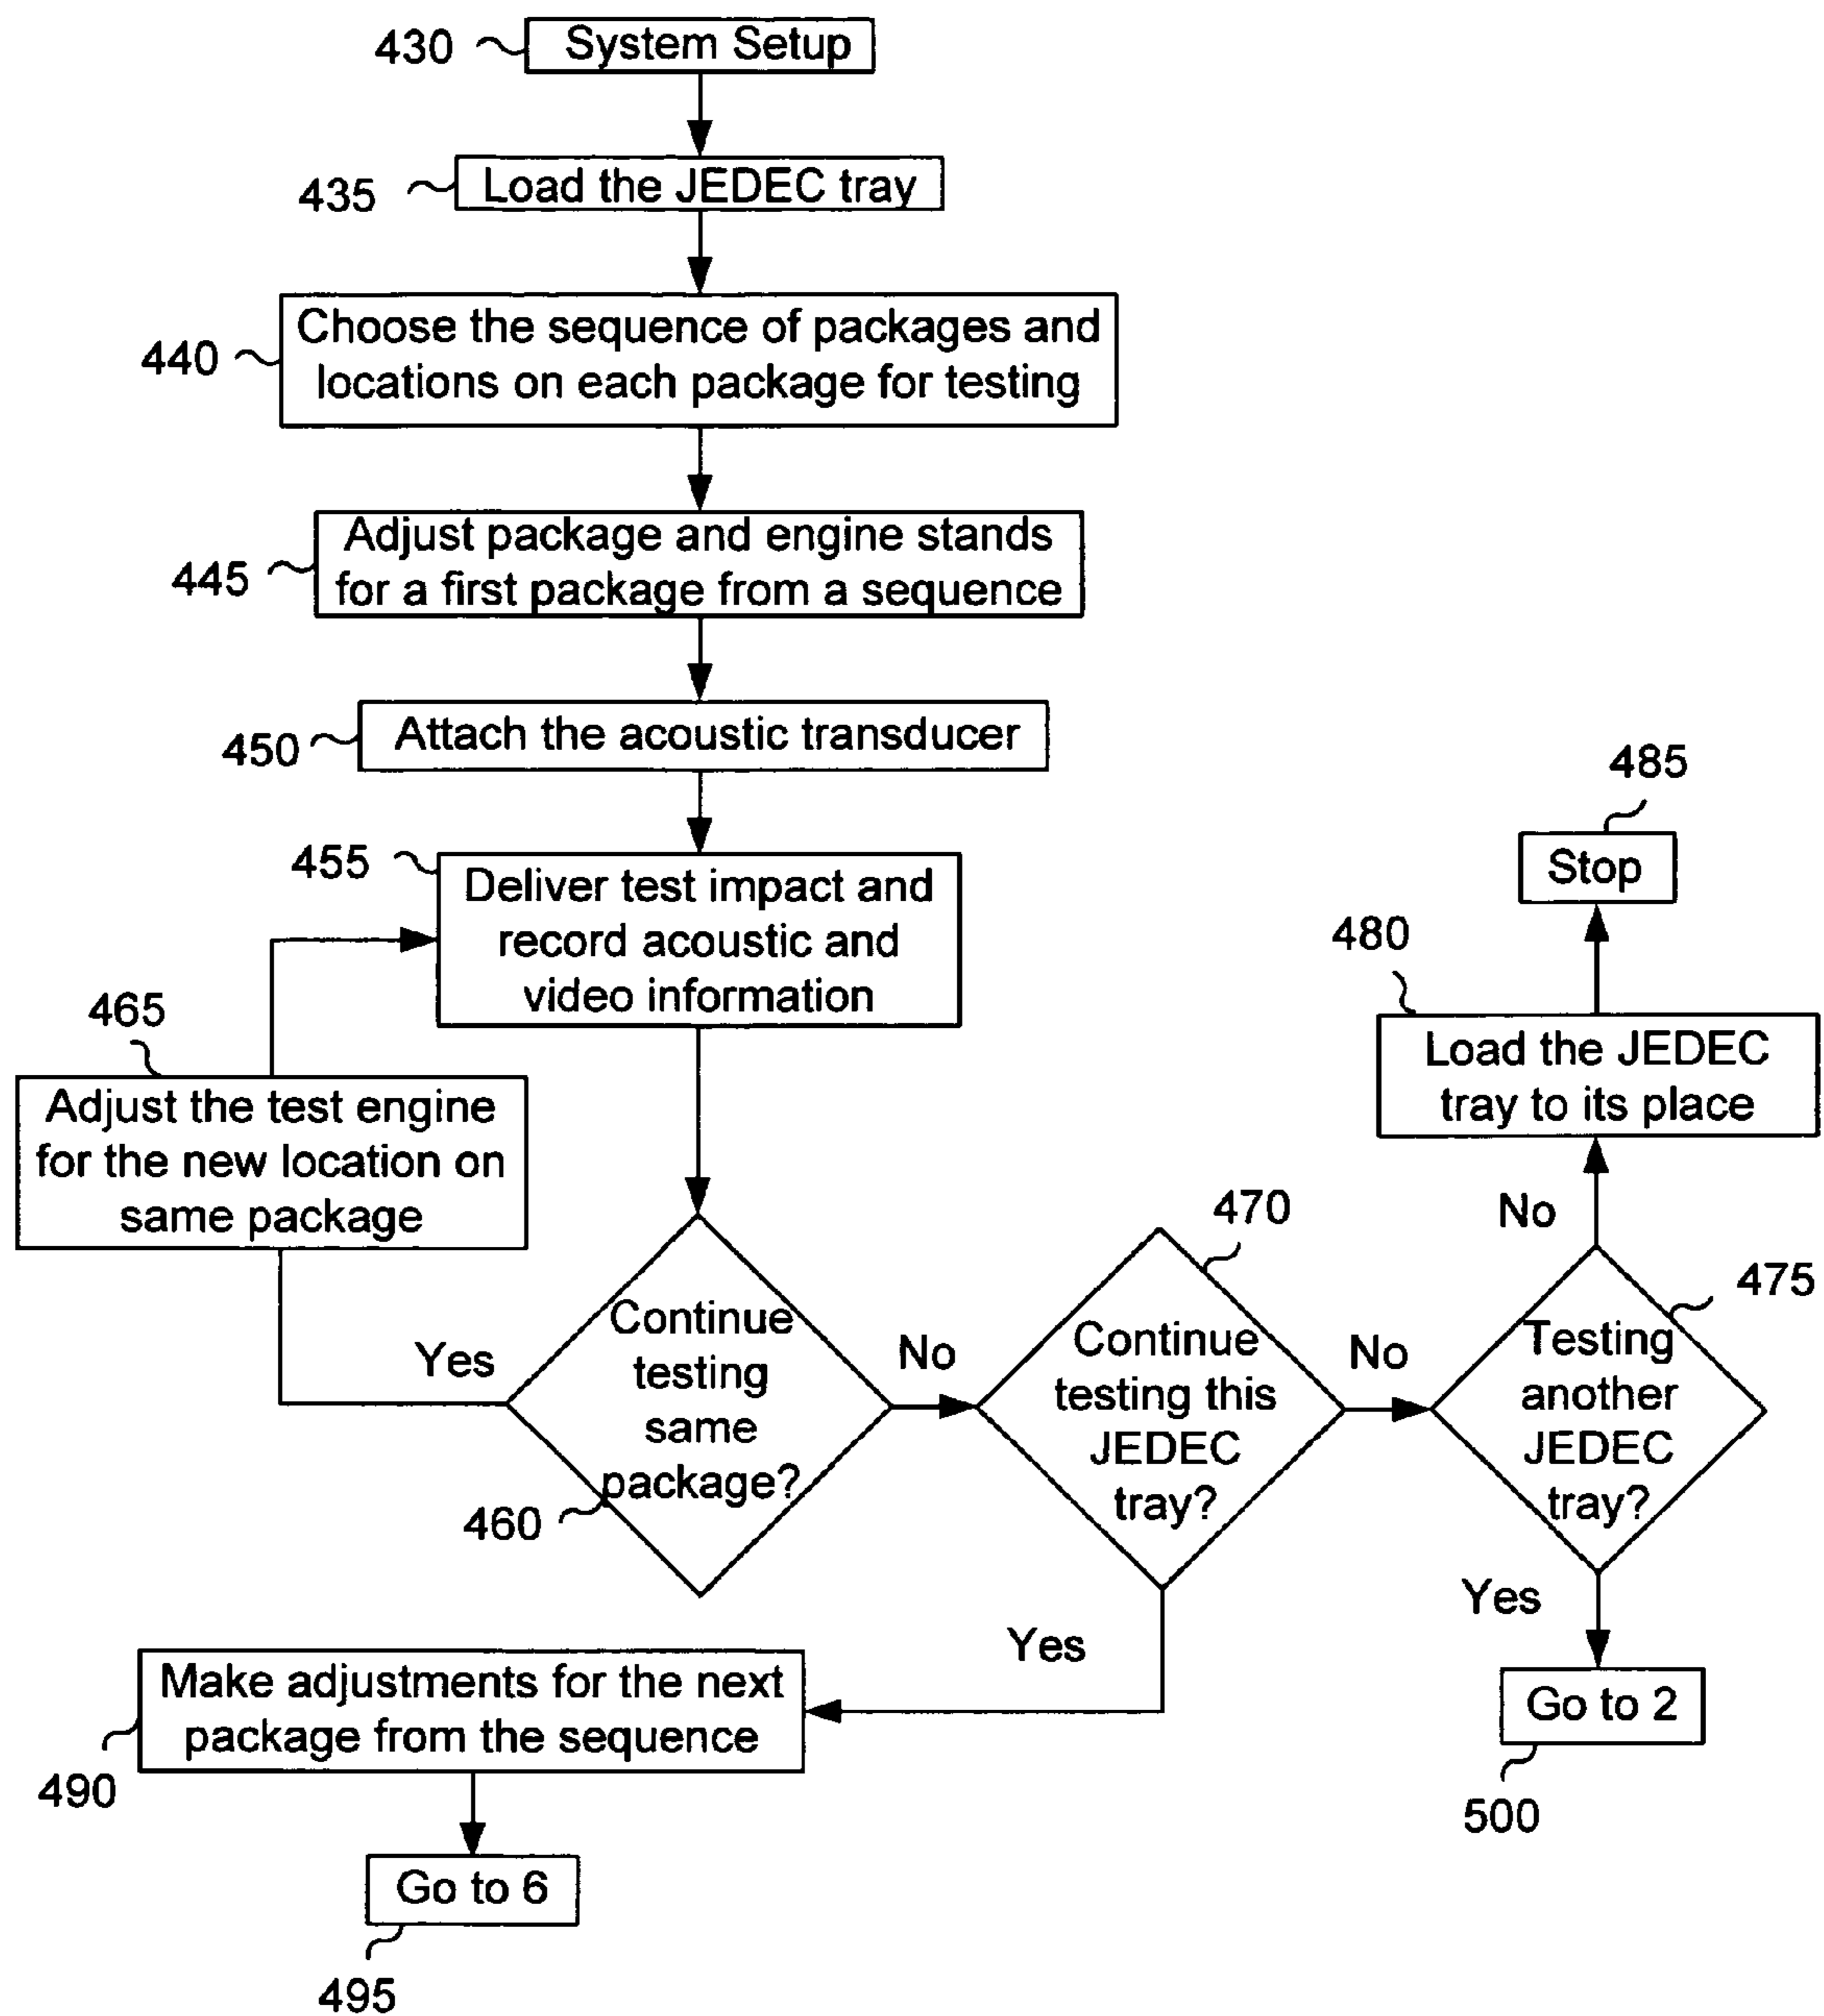 430
System Setup
435
Load the JEDEC tray
440
Choose the sequence of packages and
locations on each package for testing
445
Adjust package and engine stands
for a first package from a sequence
450
Attach the acoustic transducer
455
Deliver test impact and
record acoustic and
video information
465
Adjust the test engine
for the new location on
same package
Yes
Continue
testing
same
package?
460
No
470
Continue
testing this
JEDEC
tray?
No
475
Testing
another
JEDEC
tray?
No
480
Load the JEDEC
tray to its place
485
Stop
Yes
Go to 2
500
Yes
Make adjustments for the next
package from the sequence
490
Go to 6
495